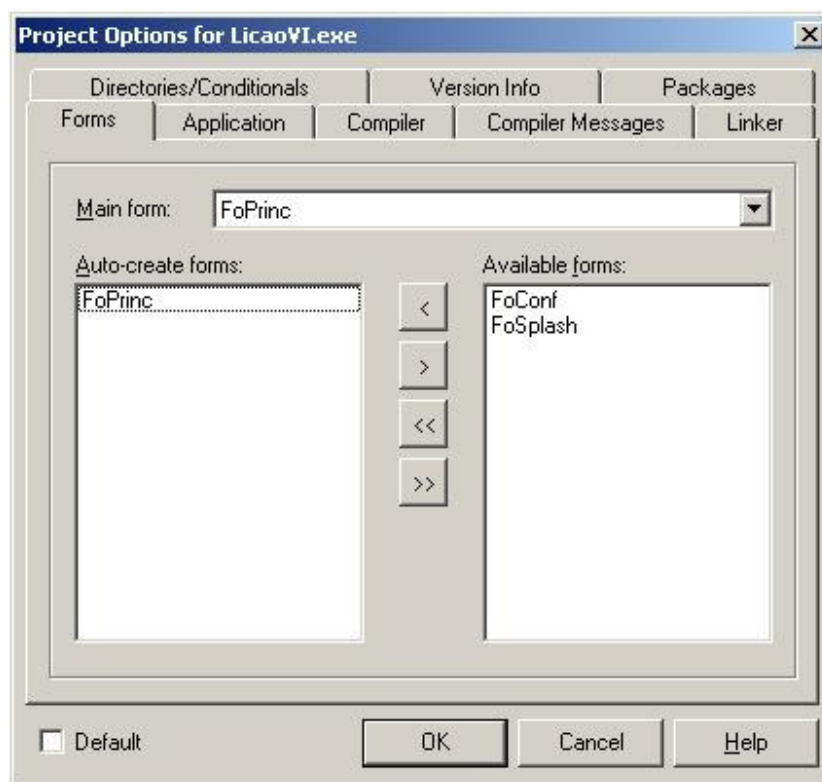 Project Options for LicaoVI.exe
Directories/Conditionals Version Info Packages
Forms Application Compiler Compiler Messages Linker
Main form: FoPrinc
Auto-create forms: Available forms:
FoPrinc < FoConf
FoSplash
>
<<
>>
Default OK Cancel Help